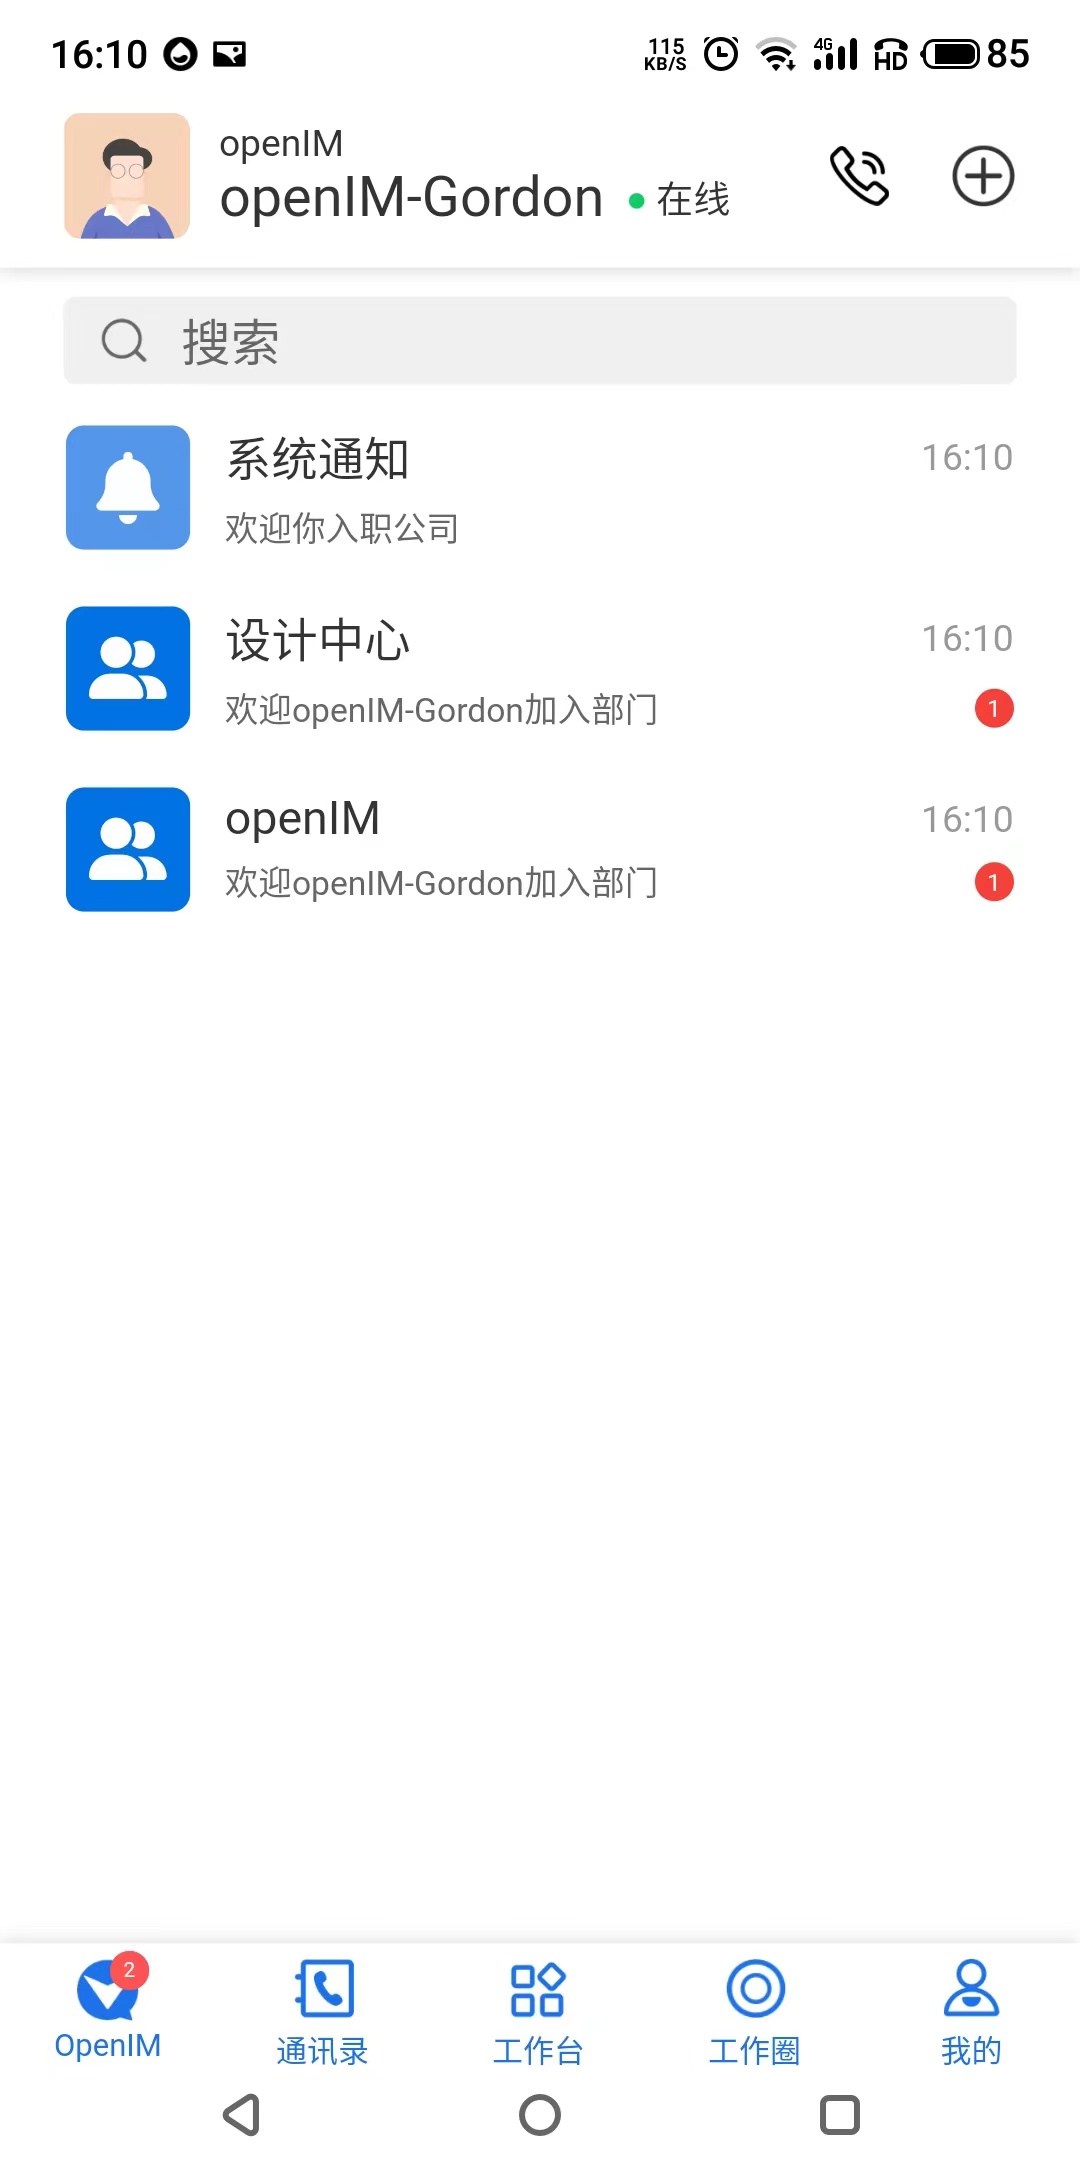 16:10
115
KB/S
4G
HD
85
openIM
openIM-Gordon
在线
搜索
系统通知
16:10
欢迎你入职公司
设计中心
16:10
欢迎openIM-Gordon加入部门
1
openIM
16:10
欢迎openIM-Gordon加入部门
1
2
OpenIM
通讯录
工作台
工作圈
我的